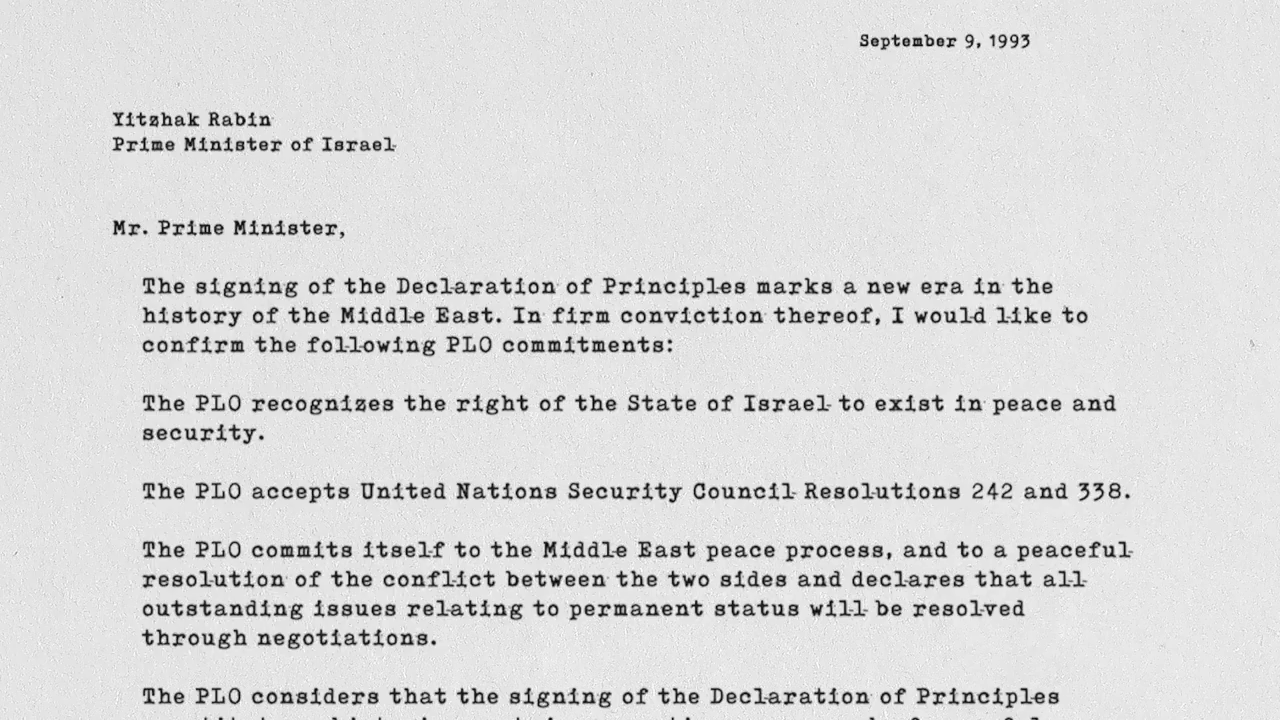 September 9, 1993
Yitzhak Rabin
Prime Minister of Israel
Mr. Prime Minister,
The signing of the Declaration of Principles marks a new era in the
history of the Middle East. In firm conviction thereof, I would like to
confirm the following PLO commitments:
The PLO recognizes the right of the State of Israel to exist in peace and
security.
The PLO accepts United Nations Security Council Resolutions 242 and 338.
The PLO commits itself to the Middle East peace process, and to a peaceful
resolution of the conflict between the two sides and declares that all
outstanding issues relating to permanent status will be resolved
through negotiations.
The PLO considers that the signing of the Declaration of Principles